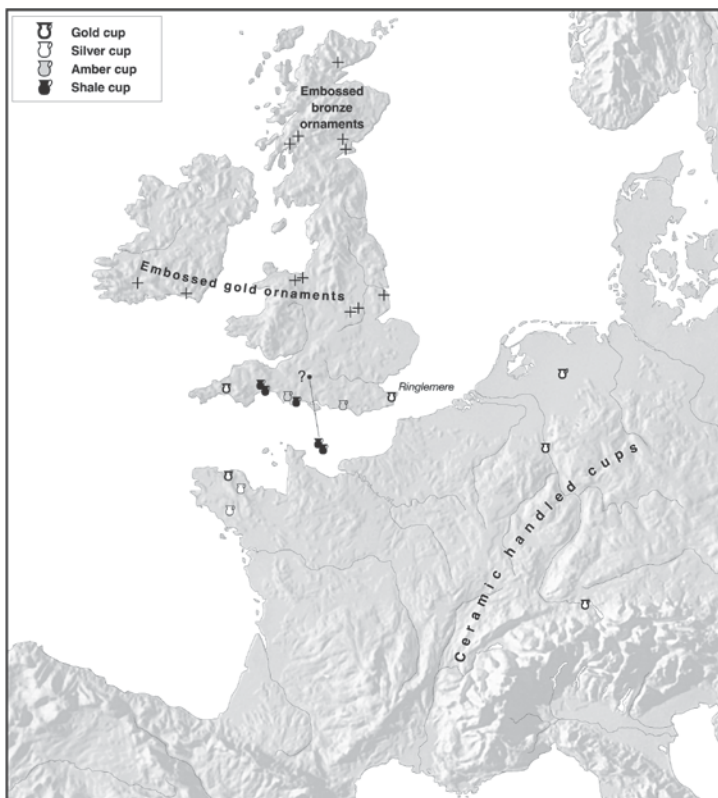 Gold cup
Silver cup
Amber cup
Shale cup
Embossed
bronze
ornaments
Embossed gold ornaments
?
Ringlemere
Ceramic handled cups